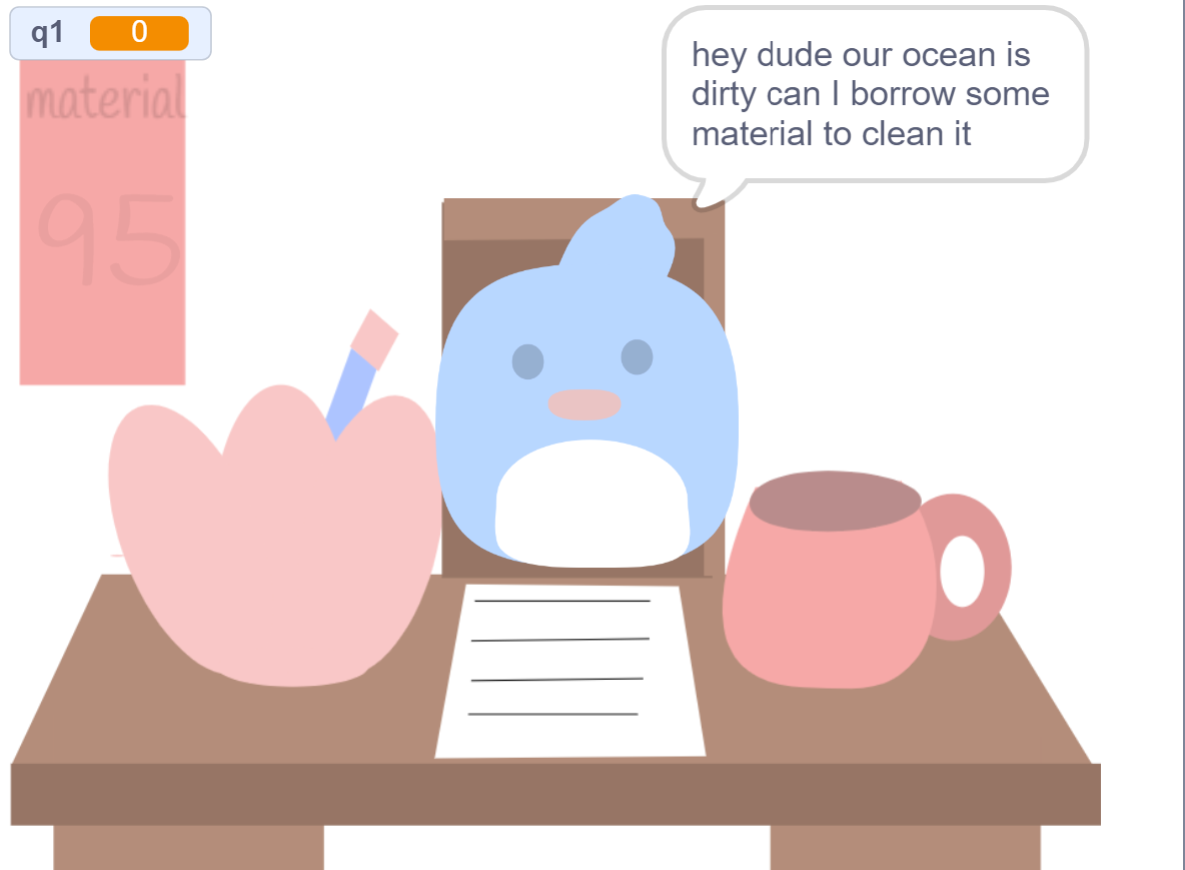 q1 0
material
95
hey dude our ocean is
dirty can I borrow some
material to clean it